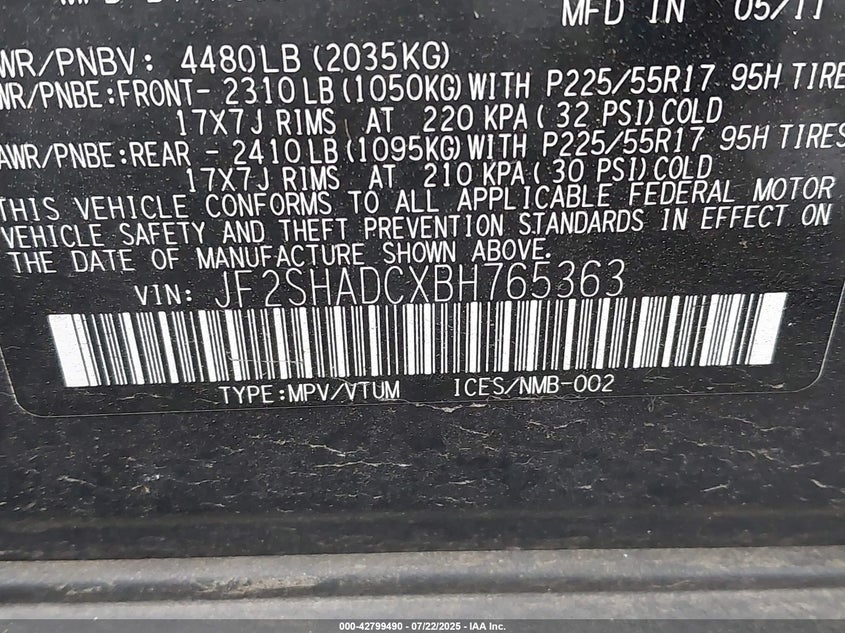 MFD IN 05/11
WR/PNBV: 4480LB (2035KG)
WR/PNBE:FRONT- 2310 LB (1050KG) WITH P225/55R17 95H TIRE
17X7J RIMS AT 220 KPA ( 32 PSI) COLD
AWR/PNBE:REAR - 2410 LB (1095KG) WITH P225/55R17 95H TIRES
17X7J RIMS AT 210 KPA ( 30 PSI) COLD
THIS VEHICLE CONFORMS TO ALL APPLICABLE FEDERAL MOTOR
VEHICLE SAFETY AND THEFT PREVENTION STANDARDS IN EFFECT ON
THE DATE OF MANUFACTURE SHOWN ABOVE.
VIN: JF2SHADCXBH765363
TYPE:MPV/VTUM ICES/NMB-002
000-42799490 - 07/22/2025 - IAA Inc.